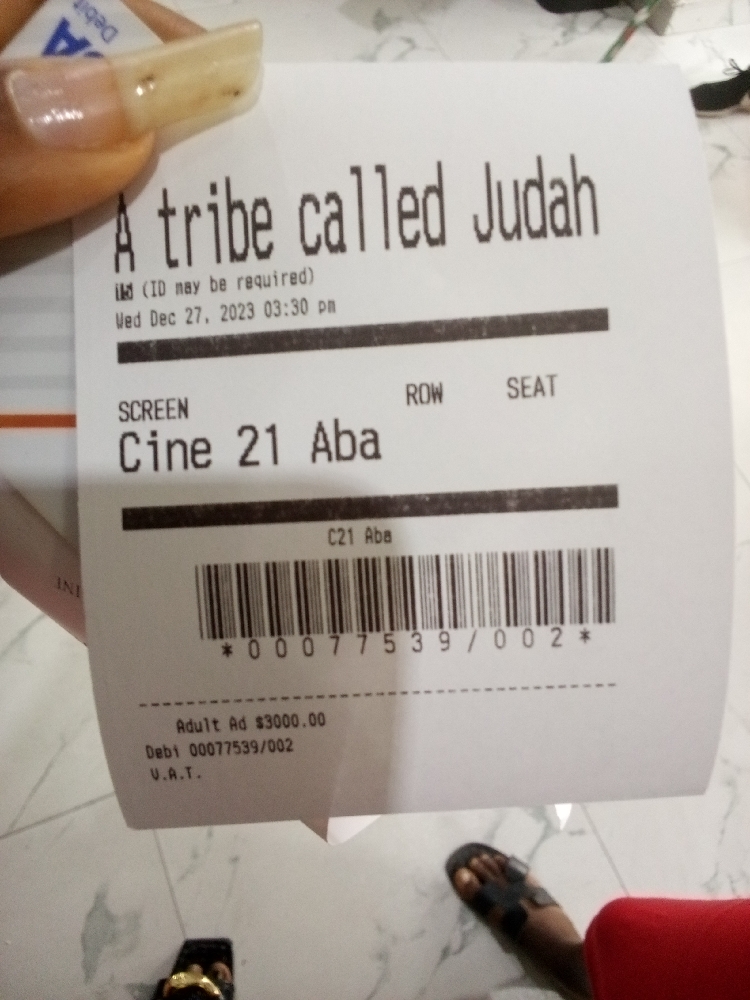 Debit
A tribe called Judah
(ID may be required)
Wed Dec 27, 2023 03:30 pm
SCREEN ROW SEAT
Cine 21 Aba
C21 Aba
*00077539/002*
Adult Ad $3000.00
Debi 00077539/002
V.A.T.